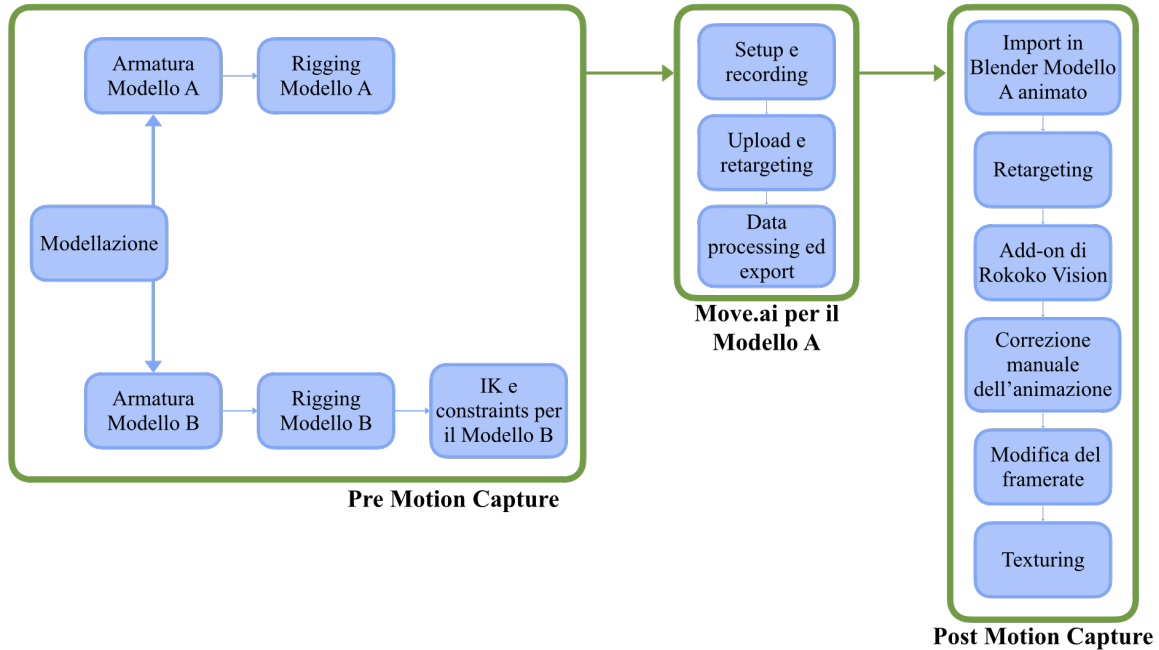 Armatura
Modello A
Rigging
Modello A
Modellazione
Armatura
Modello B
Rigging
Modello B
IK e
constraints per
il Modello B
Pre Motion Capture
Setup e
recording
Upload e
retargeting
Data
processing ed
export
Move.ai per il
Modello A
Import in
Blender Modello
A animato
Retargeting
Add-on di
Rokoko Vision
Correzione
manuale
dell’animazione
Modifica del
framerate
Texturing
Post Motion Capture